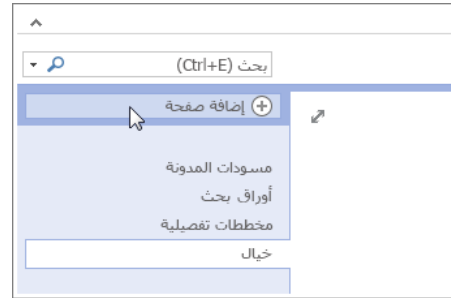 بحث (Ctrl+E)
إضافة صفحة
مسودات المدونة
أوراق بحث
مخططات تفصيلية
خيال